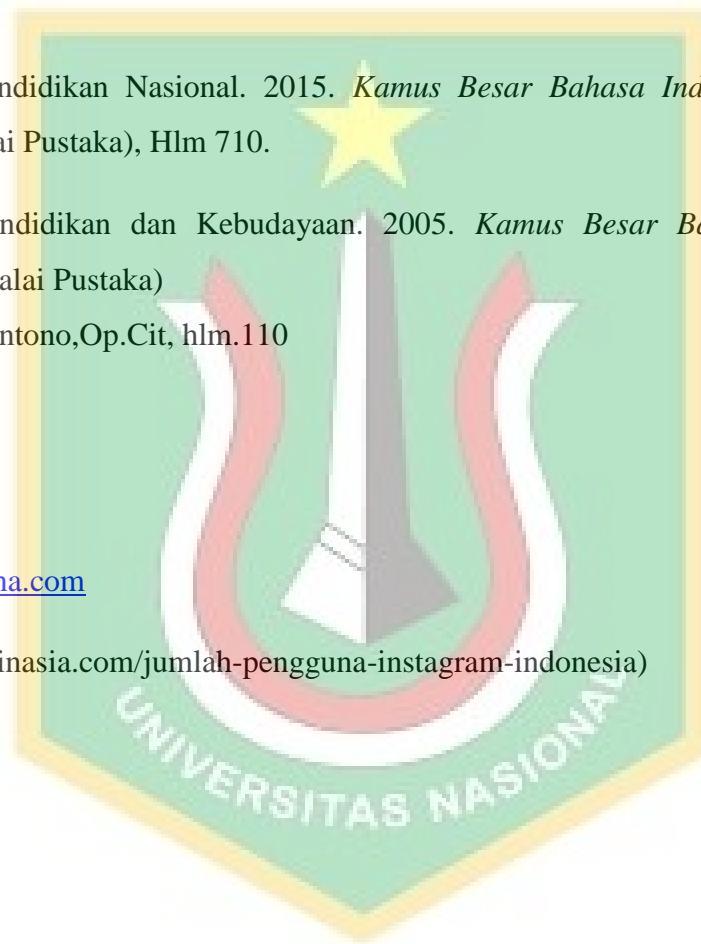 ndidikan Nasional. 2015. Kamus Besar Bahasa Ind
ai Pustaka), Hlm 710.
ndidikan dan Kebudayaan. 2005. Kamus Besar Ba
alai Pustaka)
ntono,Op.Cit, hlm.110
na.com
inasia.com/jumlah-pengguna-instagram-indonesia)
UNIVERSITAS NASIONAL